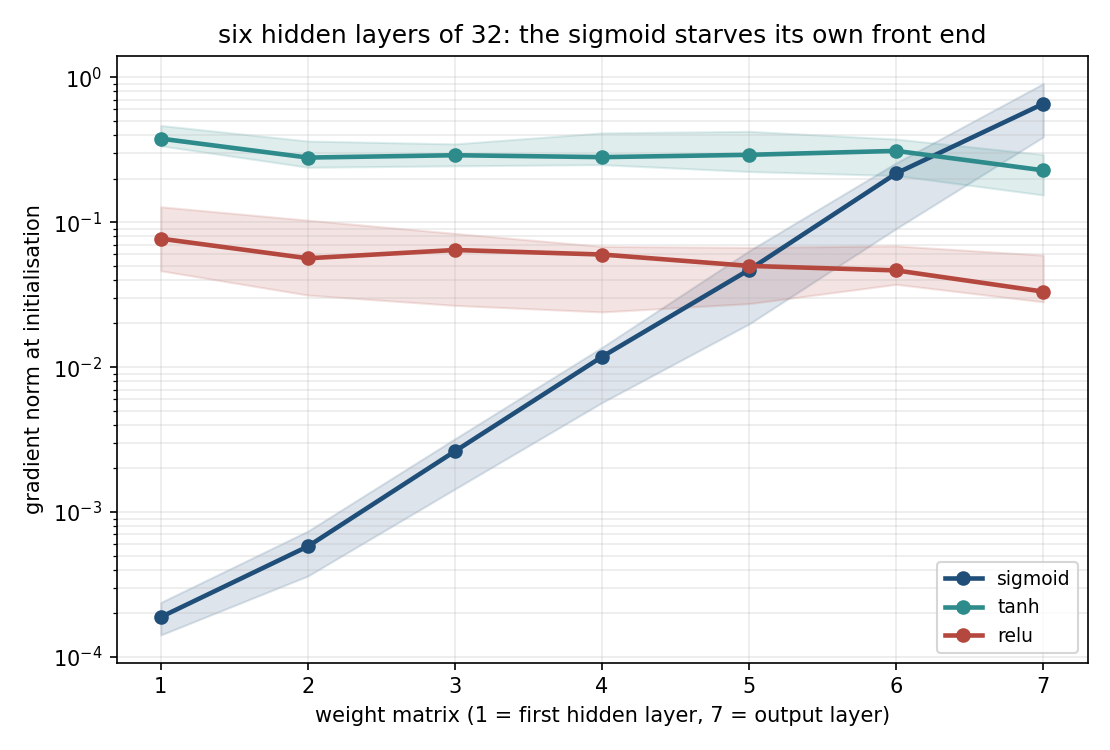 six hidden layers of 32: the sigmoid starves its own front end
gradient norm at initialisation
10⁰
10⁻¹
10⁻²
10⁻³
10⁻⁴
1 2 3 4 5 6 7
weight matrix (1 = first hidden layer, 7 = output layer)
sigmoid
tanh
relu